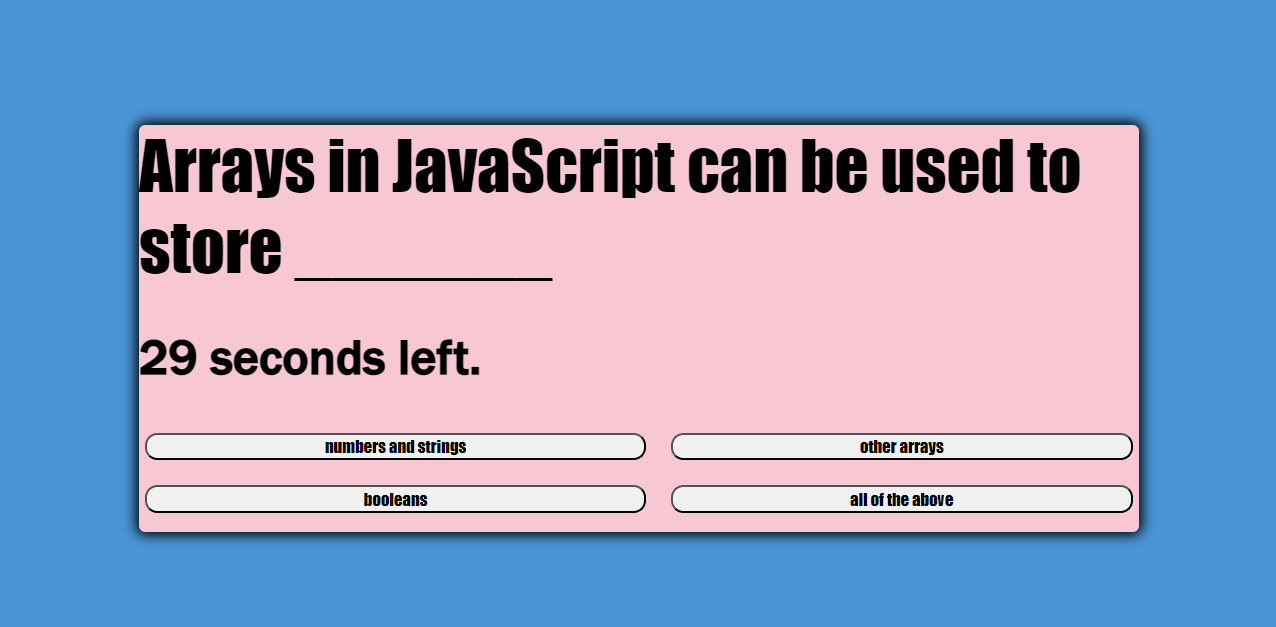 Arrays in JavaScript can be used to
store _______
29 seconds left.
numbers and strings
other arrays
booleans
all of the above